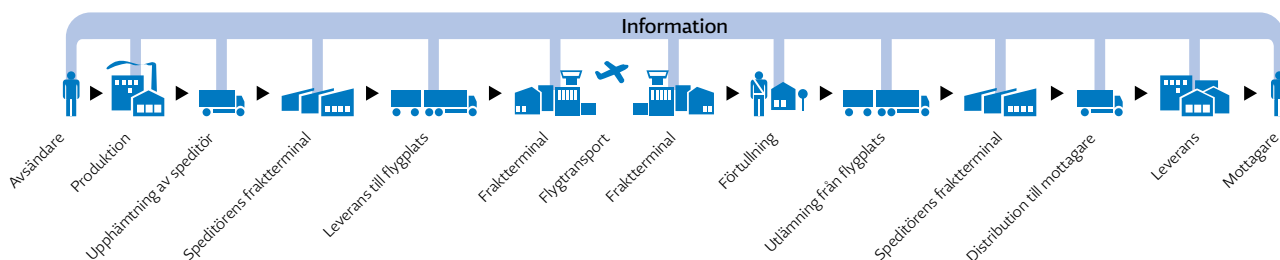 Information
Avsändare
Produktion
Upphämtning av speditör
Speditörens fraktterminal
Leverans till flygplats
Fraktterminal
Flygtransport
Fraktterminal
Förtullning
Utlämning från flygplats
Speditörens fraktterminal
Distribution till mottagare
Leverans
Mottagare